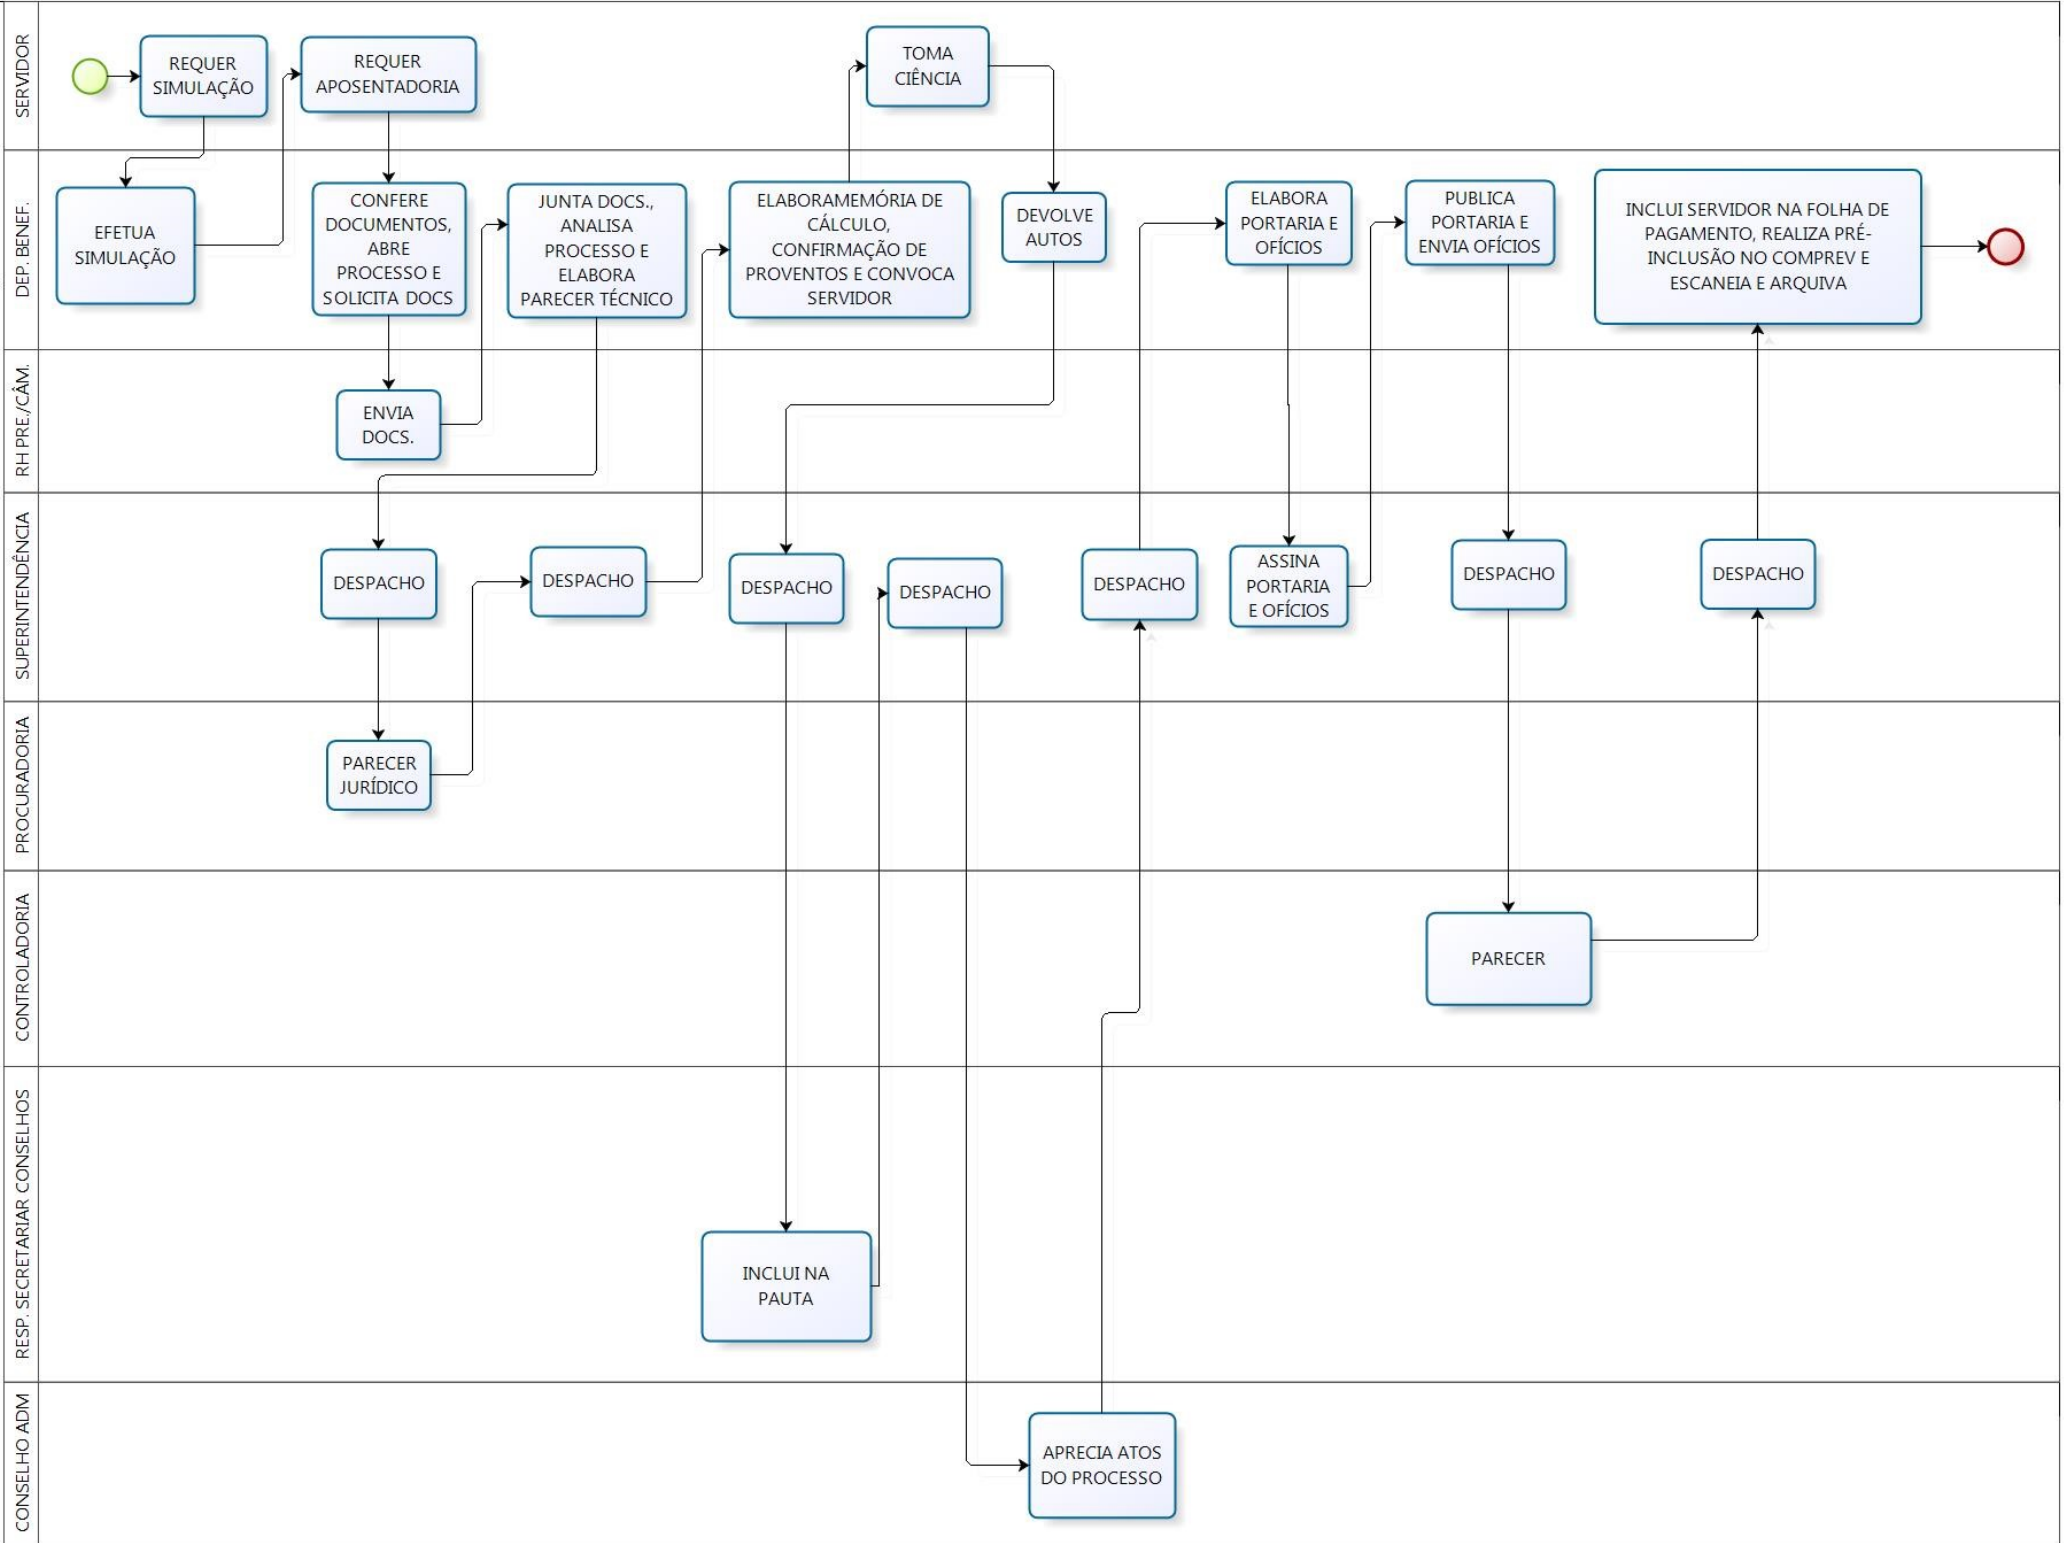 SERVIDOR
REQUER
SIMULAÇÃO
REQUER
APOSENTADORIA
TOMA
CIÊNCIA
DEP. BENEF.
EFETUA
SIMULAÇÃO
CONFERE
DOCUMENTOS,
ABRE
PROCESSO E
SOLICITA DOCS
JUNTA DOCS.,
ANALISA
PROCESSO E
ELABORA
PARECER TÉCNICO
ELABORAMEMÓRIA DE
CÁLCULO,
CONFIRMAÇÃO DE
PROVENTOS E CONVOCA
SERVIDOR
DEVOLVE
AUTOS
ELABORA
PORTARIA E
OFÍCIOS
PUBLICA
PORTARIA E
ENVIA OFÍCIOS
INCLUI SERVIDOR NA FOLHA DE
PAGAMENTO, REALIZA PRÉ-
INCLUSÃO NO COMPREV E
ESCANEIA E ARQUIVA
RH PRE./CÂM.
ENVIA
DOCS.
SUPERINTENDÊNCIA
DESPACHO
DESPACHO
DESPACHO
DESPACHO
DESPACHO
ASSINA
PORTARIA
E OFÍCIOS
DESPACHO
DESPACHO
PROCURADORIA
PARECER
JURÍDICO
CONTROLADORIA
PARECER
RESP. SECRETARIAR CONSELHOS
INCLUI NA
PAUTA
CONSELHO ADM
APRECIA ATOS
DO PROCESSO